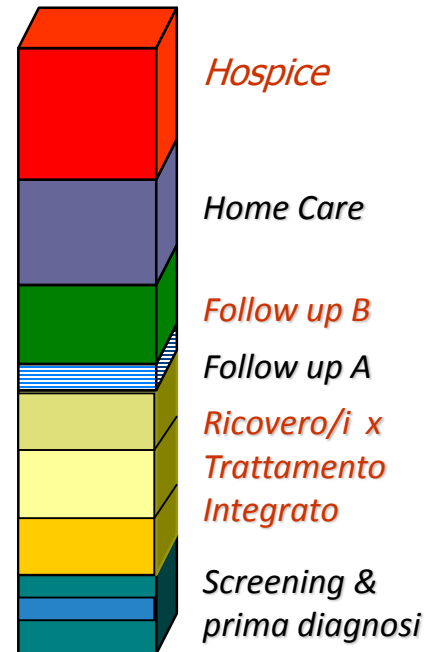 Hospice
Home Care
Follow up B
Follow up A
Ricovero/i x
Trattamento
Integrato
Screening &
prima diagnosi